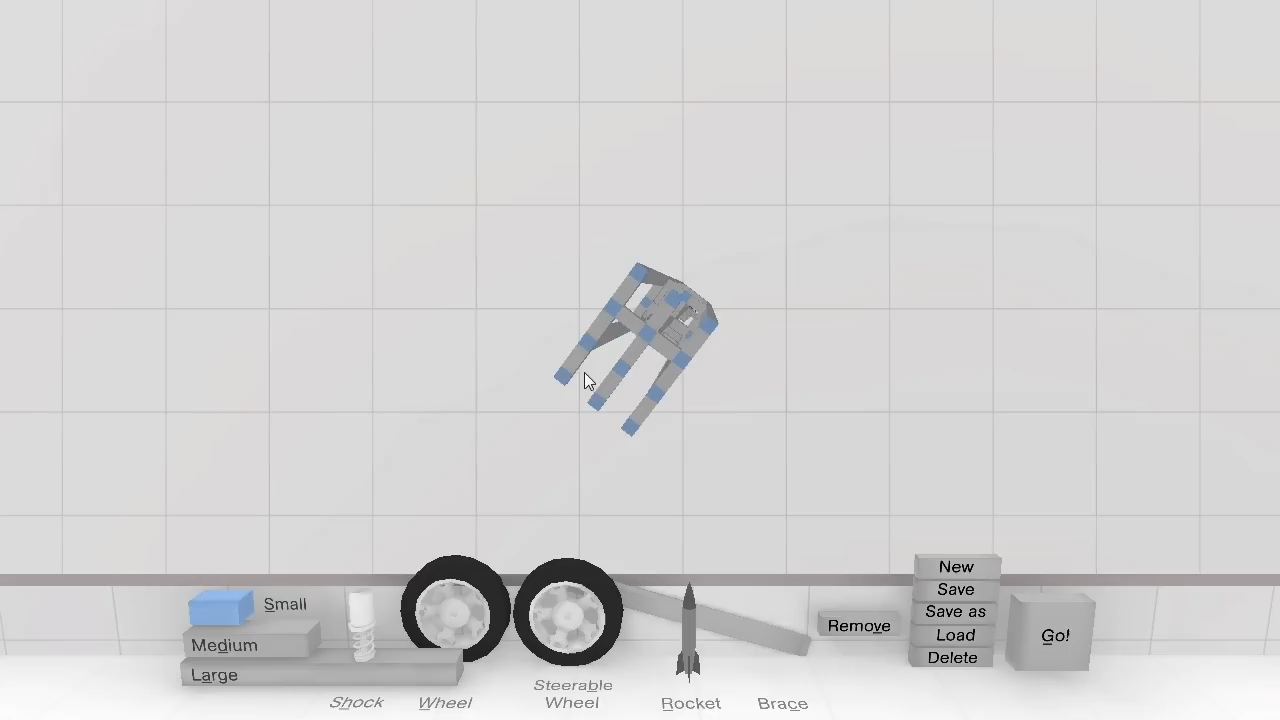 Small
Medium
Large
Shock
Wheel
Steerable
Wheel
Rocket
Brace
Remove
New
Save
Save as
Load
Delete
Go!